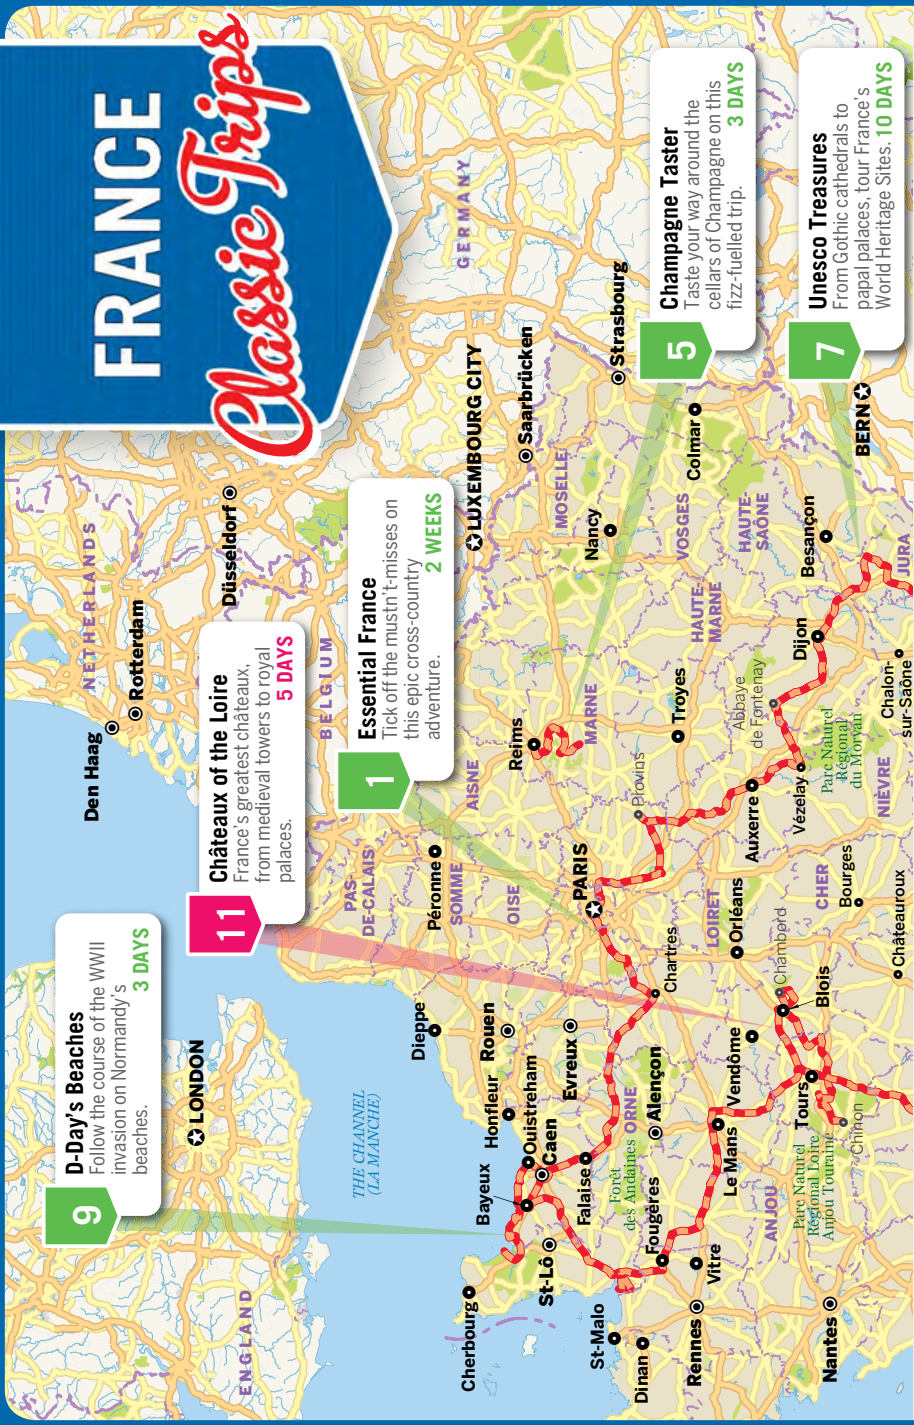 FRANCE
Classic Trips
9
D-Day's Beaches
Follow the course of the WWII
invasion on Normandy's
beaches.
3 DAYS
11
Châteaux of the Loire
France's greatest châteaux,
from medieval towers to royal
palaces.
5 DAYS
1
Essential France
Tick off the mustn't-misses on
this epic cross-country
adventure.
2 WEEKS
5
Champagne Taster
Taste your way around the
cellars of Champagne on this
fizz-fuelled trip.
3 DAYS
7
Unesco Treasures
From Gothic cathedrals to
papal palaces, tour France's
World Heritage Sites. 10 DAYS
NETHERLANDS
Den Haag
Rotterdam
Düsseldorf
GERMANY
BELGIUM
LONDON
ENGLAND
THE CHANNEL
(LA MANCHE)
PAS-
DE-CALAIS
Péronne
SOMME
AISNE
OISE
LUXEMBOURG CITY
Saarbrücken
Strasbourg
MOSELLE
Nancy
Colmar
VOSGES
HAUTE-
SAÔNE
HAUTE-
MARNE
Besançon
BERN
JURA
Dieppe
Rouen
Evreux
Honfleur
Ouistreham
Caen
Bayeux
Cherbourg
St-Lô
Falaise
Forêt
des Andaines
ORNE
Alençon
Fougères
St-Malo
Dinan
Rennes
Vitre
Nantes
ANJOU
Le Mans
Vendôme
Reims
MARNE
PARIS
Provins
Troyes
Chartres
LOIRET
Orléans
Chambord
Blois
Tours
Chinon
Parc Naturel
Régional Loire-
Anjou Touraine
CHER
Bourges
Châteauroux
Auxerre
Vézelay
Abbaye
de Fontenay
Dijon
Parc Nautrel
Régional
du Morvan
NIÈVRE
Chalon-
sur-Saône